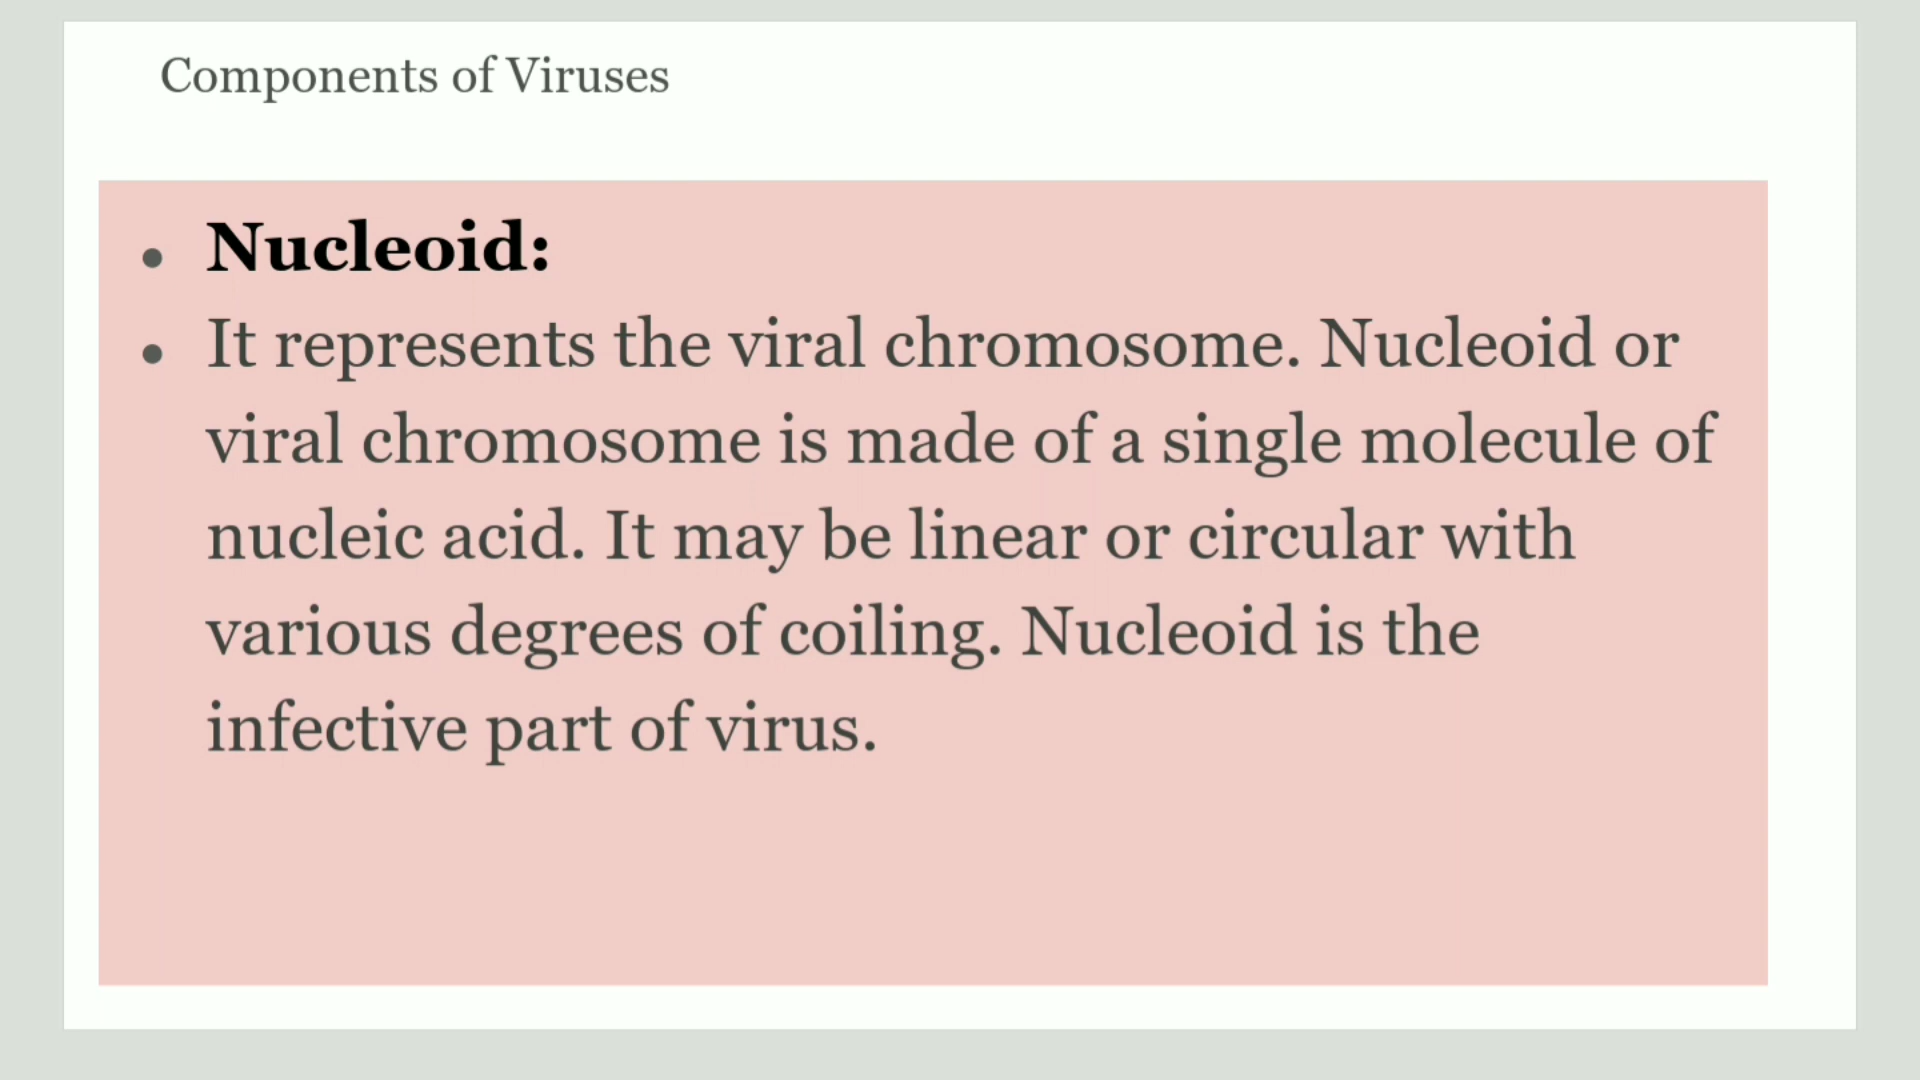 Components of Viruses
• Nucleoid:
• It represents the viral chromosome. Nucleoid or
viral chromosome is made of a single molecule of
nucleic acid. It may be linear or circular with
various degrees of coiling. Nucleoid is the
infective part of virus.